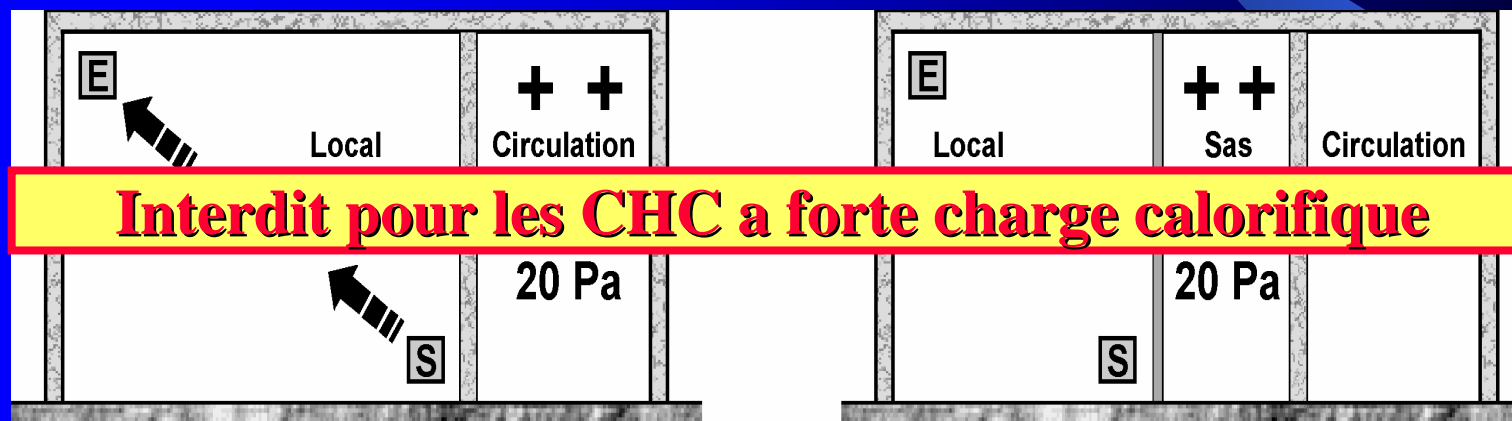 E
+ +
Local
Circulation
Interdit pour les CHC a forte charge calorifique
20 Pa
S
E
+ +
Local
Sas
Circulation
20 Pa
S